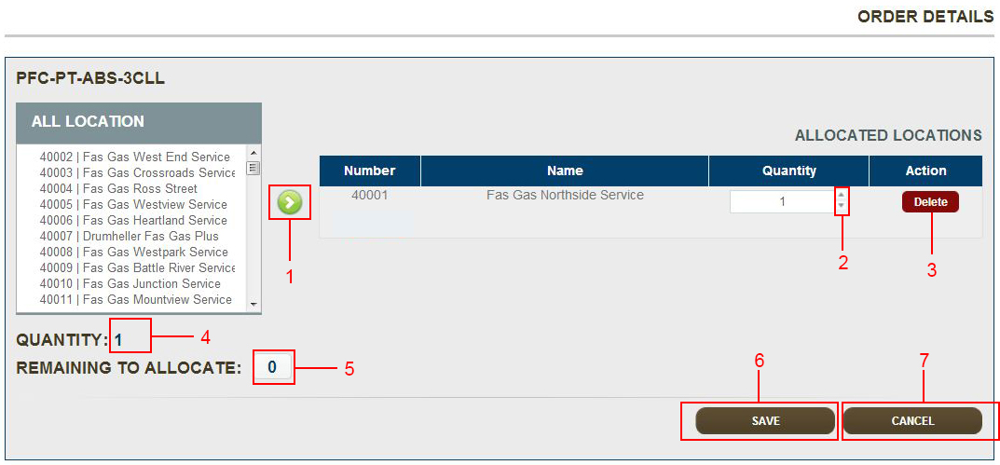 ORDER DETAILS
PFC-PT-ABS-3CLL
ALL LOCATION
40002 | Fas Gas West End Service
40003 | Fas Gas Crossroads Service
40004 | Fas Gas Ross Street
40005 | Fas Gas Westview Service
40006 | Fas Gas Heartland Service
40007 | Drumheller Fas Gas Plus
40008 | Fas Gas Westpark Service
40009 | Fas Gas Battle River Service
40010 | Fas Gas Junction Service
40011 | Fas Gas Mountview Service
1
ALLOCATED LOCATIONS
Number Name Quantity Action
40001 Fas Gas Northside Service 1 Delete
2
3
QUANTITY: 1
4
REMAINING TO ALLOCATE: 0
5
6
7
SAVE CANCEL